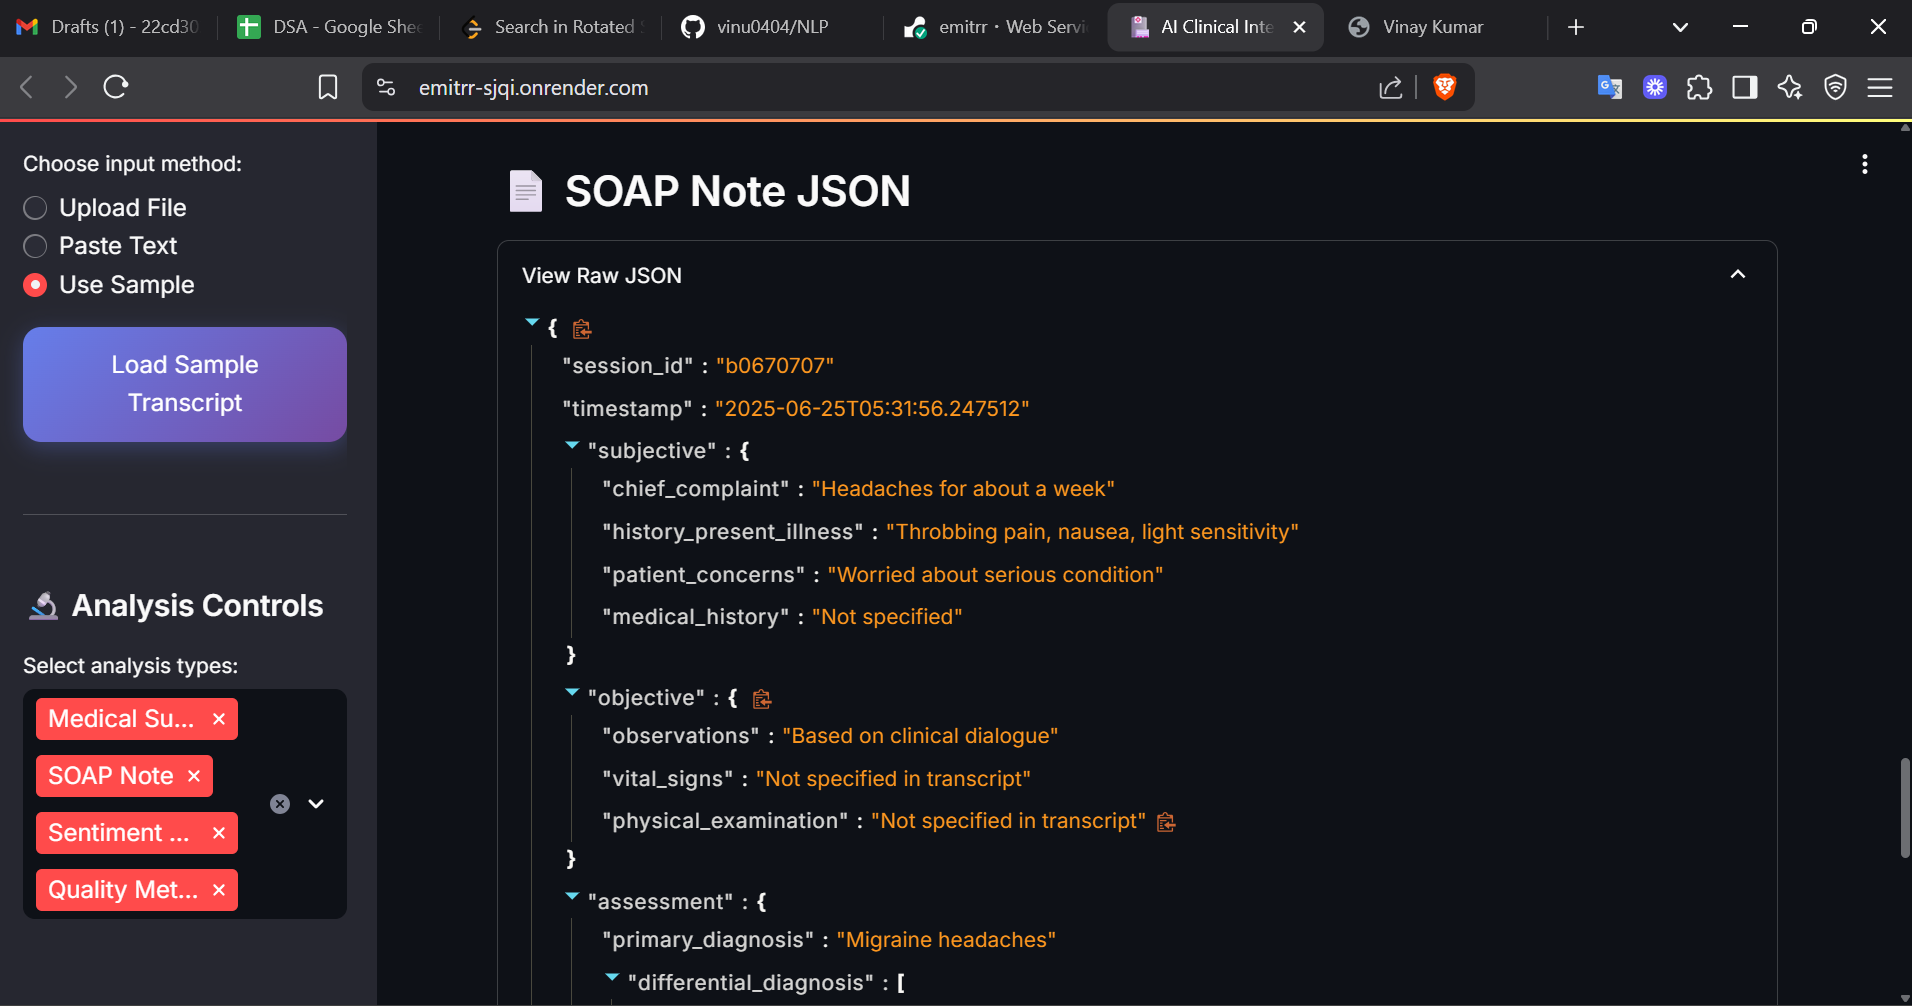 Drafts (1) - 22cd30
DSA - Google Shee
Search in Rotated S
vinu0404/NLP
emitrr · Web Servi
AI Clinical Inte
Vinay Kumar
emitrr-sjqi.onrender.com
Choose input method:
Upload File
Paste Text
Use Sample
Load Sample
Transcript
Analysis Controls
Select analysis types:
Medical Su... ×
SOAP Note ×
Sentiment ... ×
Quality Met... ×
SOAP Note JSON
View Raw JSON
{
"session_id" : "b0670707"
"timestamp" : "2025-06-25T05:31:56.247512"
"subjective" : {
"chief_complaint" : "Headaches for about a week"
"history_present_illness" : "Throbbing pain, nausea, light sensitivity"
"patient_concerns" : "Worried about serious condition"
"medical_history" : "Not specified"
}
"objective" : {
"observations" : "Based on clinical dialogue"
"vital_signs" : "Not specified in transcript"
"physical_examination" : "Not specified in transcript"
}
"assessment" : {
"primary_diagnosis" : "Migraine headaches"
"differential_diagnosis" : [